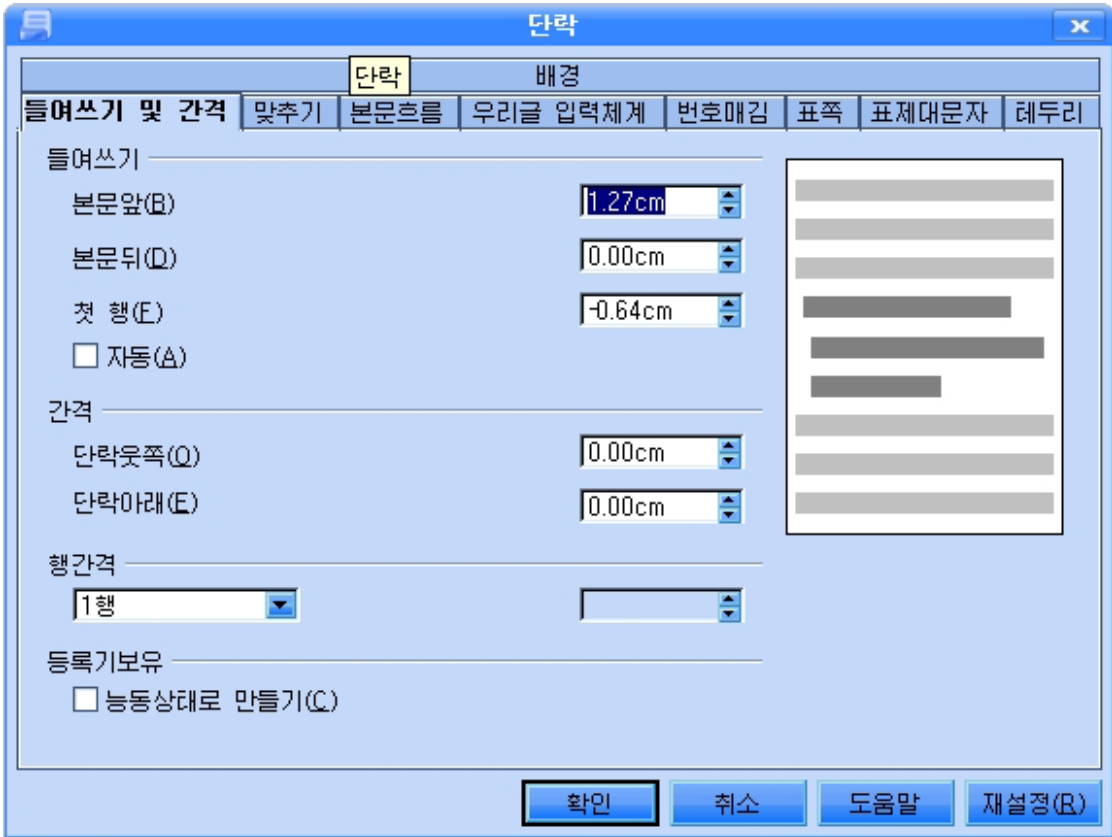 단락
배경
단락
들여쓰기 및 간격 맞추기 본문흐름 우리글 입력체계 번호매김 표쪽 표제대문자 테두리
들여쓰기
본문앞(B) 1.27cm
본문뒤(D) 0.00cm
첫 행(F) -0.64cm
자동(A)
간격
단락웃쪽(O) 0.00cm
단락아래(E) 0.00cm
행간격
1행
등록기보유
능동상태로 만들기(C)
확인 취소 도움말 재설정(R)